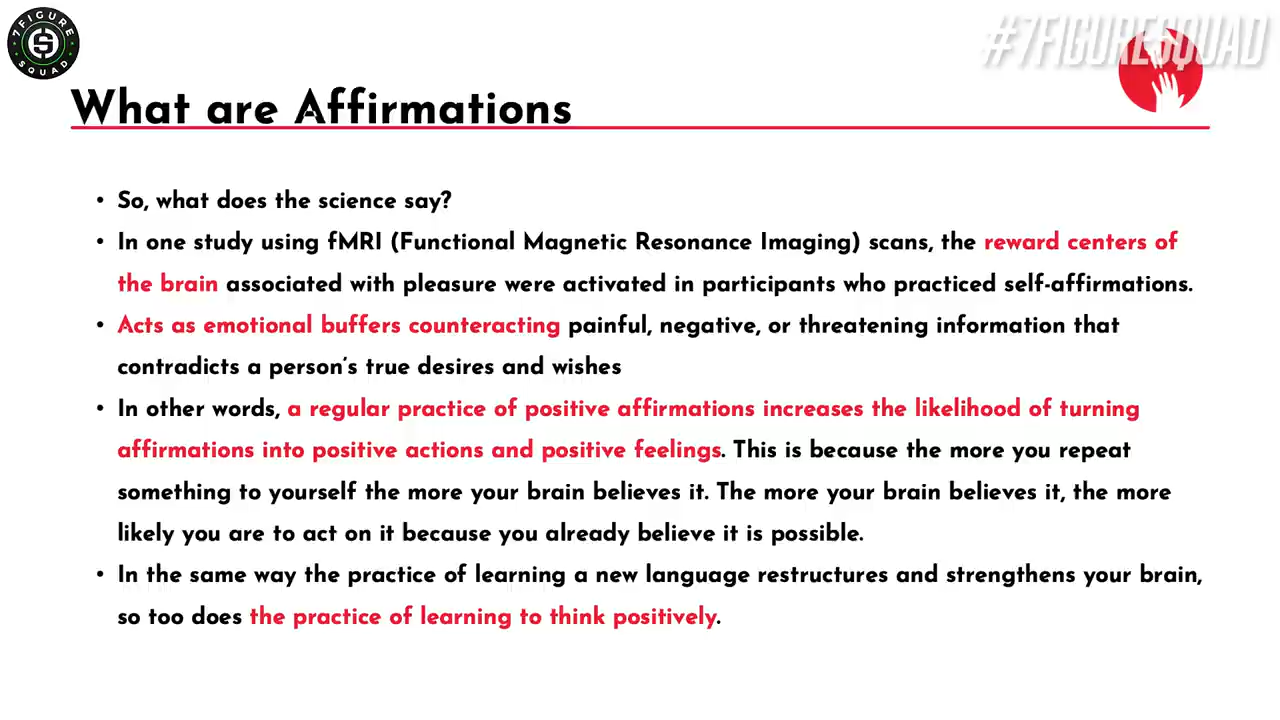 7FIGURE
SQUAD
#7FIGURESQUAD
What are Affirmations
• So, what does the science say?
• In one study using fMRI (Functional Magnetic Resonance Imaging) scans, the reward centers of
the brain associated with pleasure were activated in participants who practiced self-affirmations.
• Acts as emotional buffers counteracting painful, negative, or threatening information that
contradicts a person's true desires and wishes
• In other words, a regular practice of positive affirmations increases the likelihood of turning
affirmations into positive actions and positive feelings. This is because the more you repeat
something to yourself the more your brain believes it. The more your brain believes it, the more
likely you are to act on it because you already believe it is possible.
• In the same way the practice of learning a new language restructures and strengthens your brain,
so too does the practice of learning to think positively.